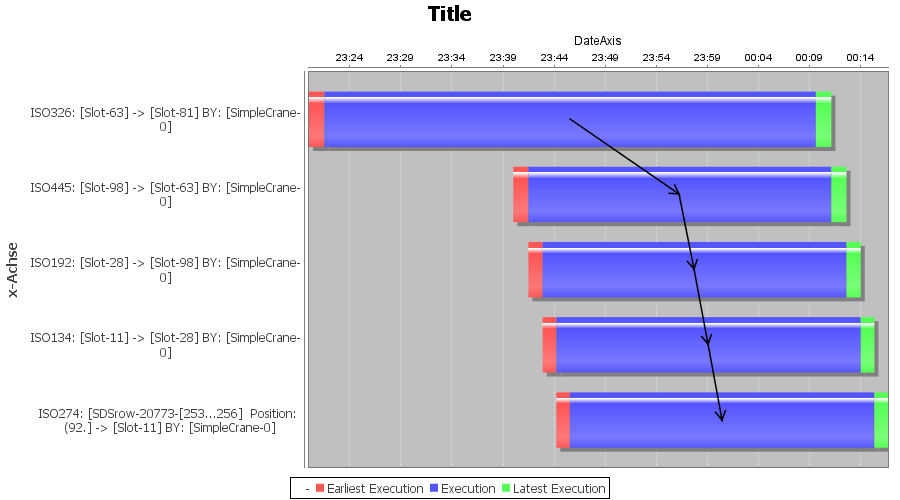 Title
DateAxis
23:24 23:29 23:34 23:39 23:44 23:49 23:54 23:59 00:04 00:09 00:14
x-Achse
ISO326: [Slot-63] -> [Slot-81] BY: [SimpleCrane-
0]
ISO445: [Slot-98] -> [Slot-63] BY: [SimpleCrane-
0]
ISO192: [Slot-28] -> [Slot-98] BY: [SimpleCrane-
0]
ISO134: [Slot-11] -> [Slot-28] BY: [SimpleCrane-
0]
ISO274: [SDSrow-20773-[253...256] Position:
(92.] -> [Slot-11] BY: [SimpleCrane-0]
- Earliest Execution Execution Latest Execution